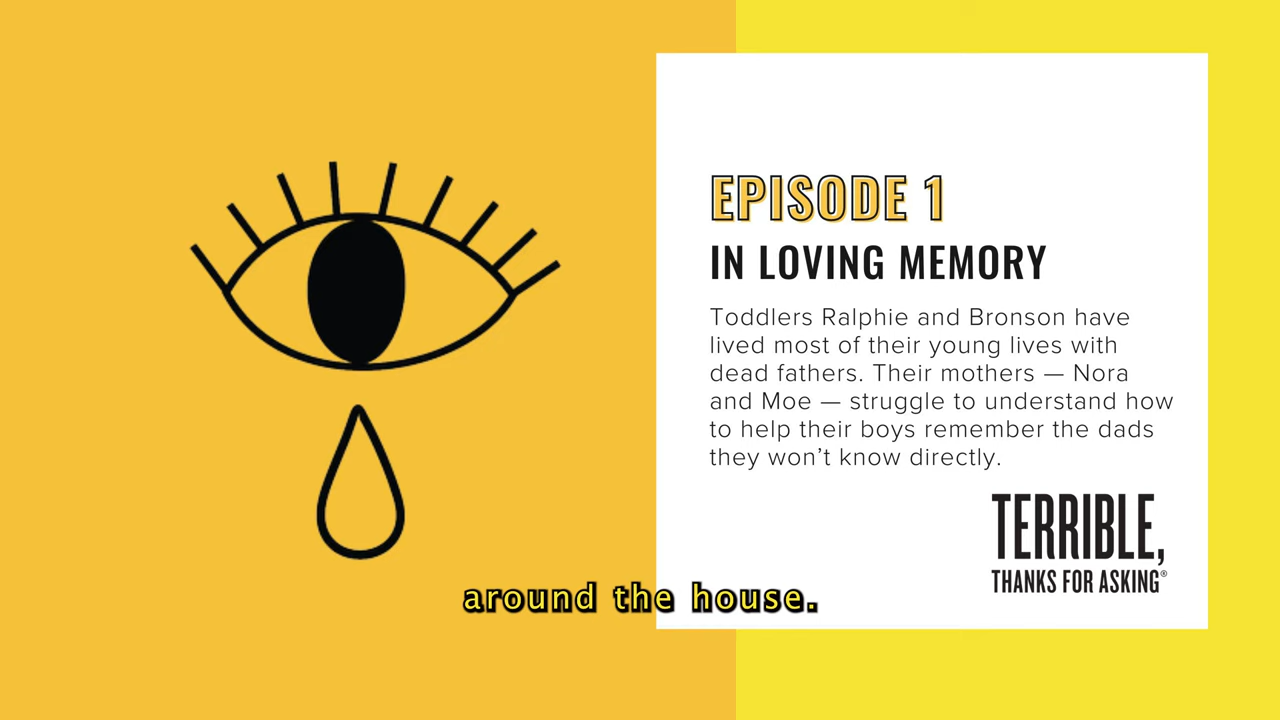 EPISODE 1
IN LOVING MEMORY
Toddlers Ralphie and Bronson have
lived most of their young lives with
dead fathers. Their mothers — Nora
and Moe — struggle to understand how
to help their boys remember the dads
they won’t know directly.
TERRIBLE,
THANKS FOR ASKING®
around the house.